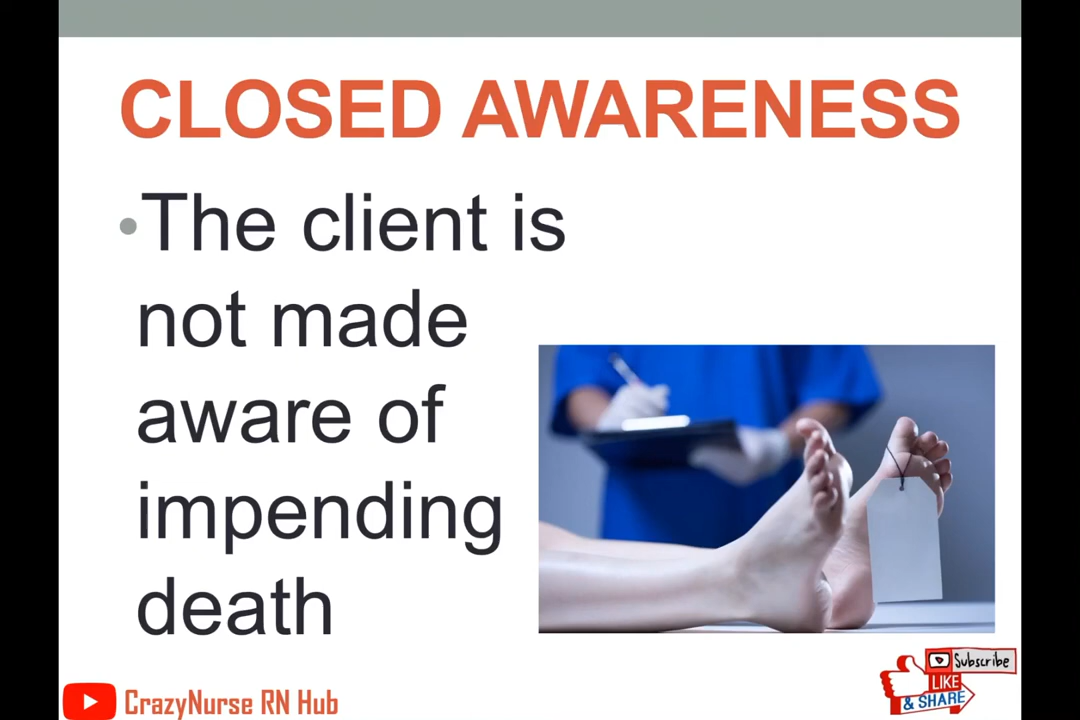 CLOSED AWARENESS
•The client is
not made
aware of
impending
death
CrazyNurse RN Hub
Subscribe
LIKE
& SHARE